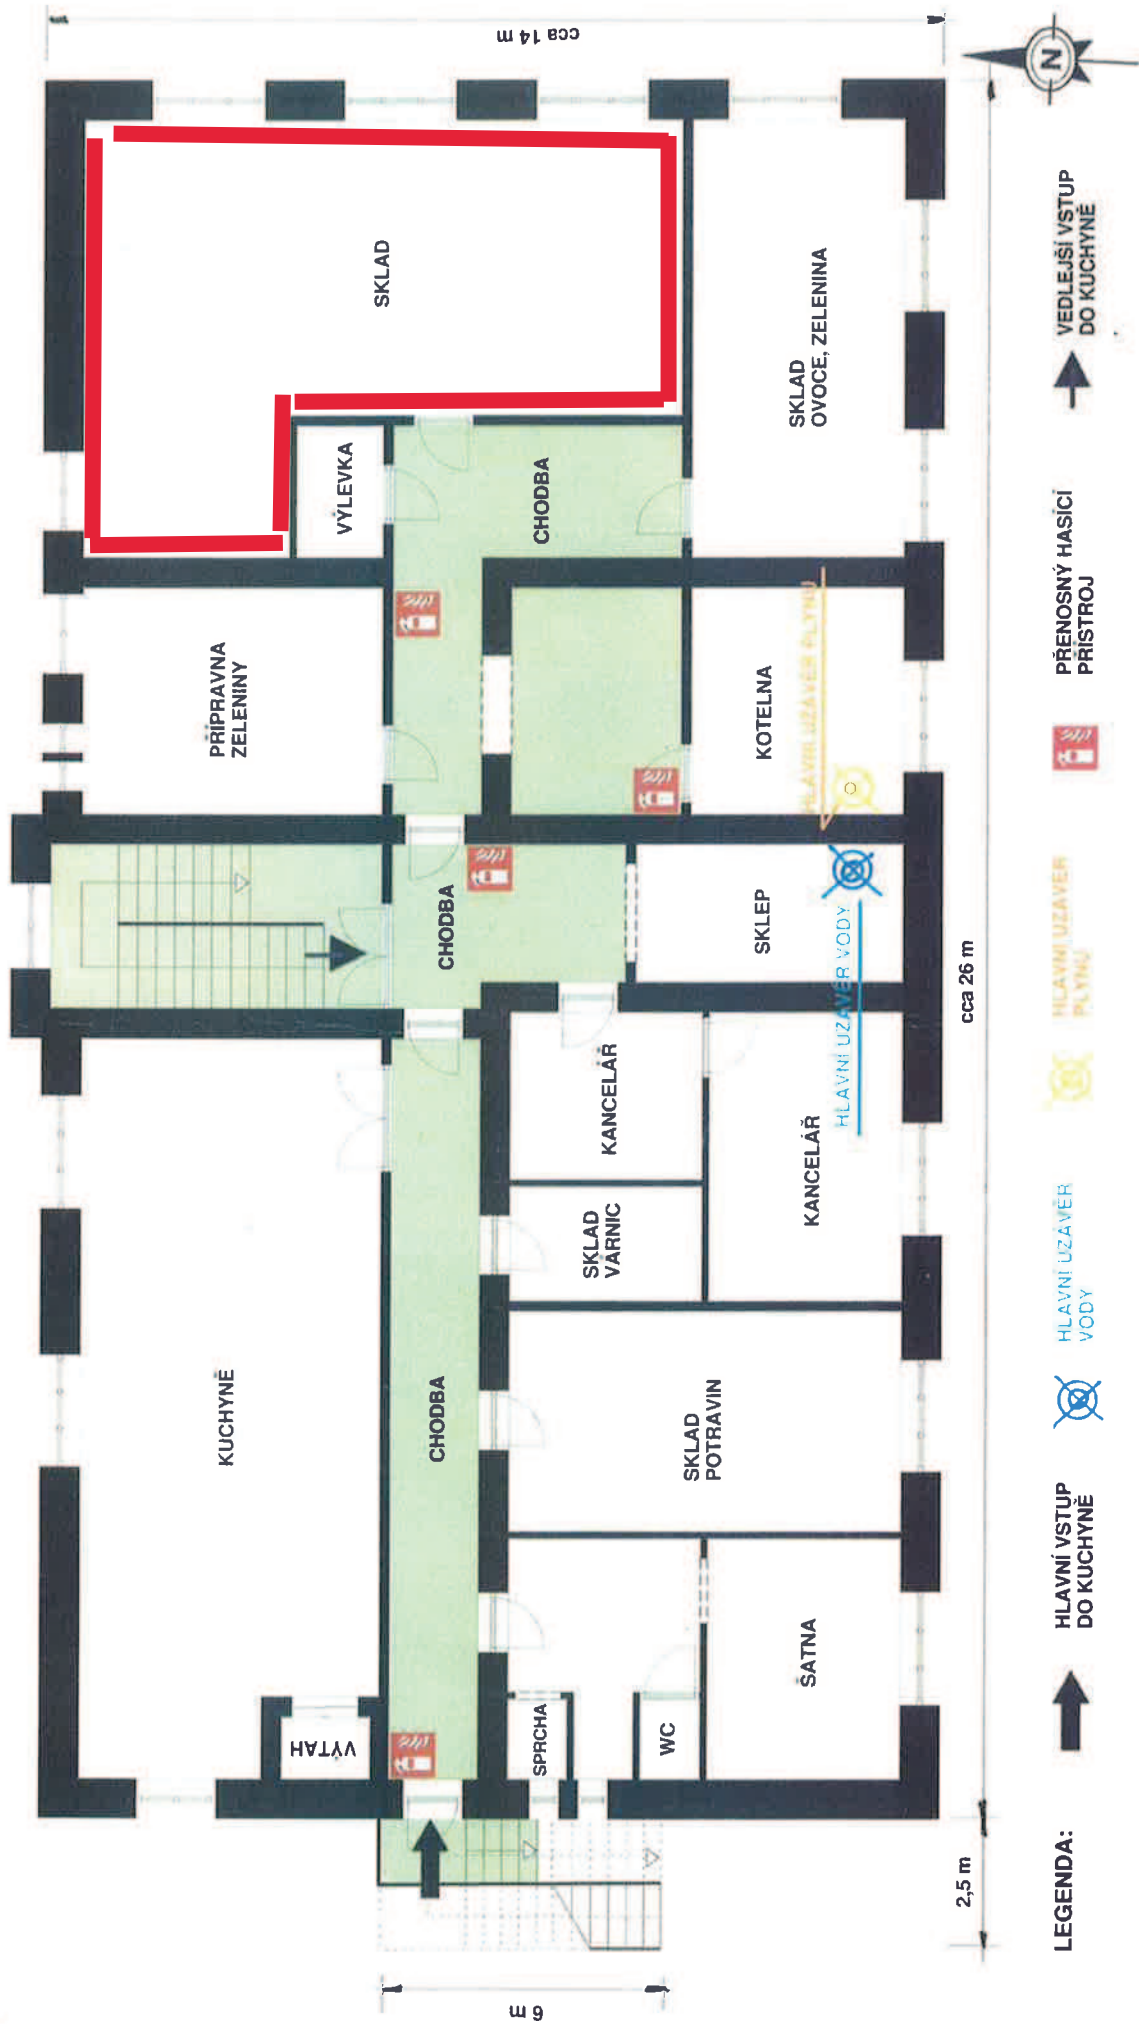 cca 14 m
N
SKLAD
VÝLEVKA
CHODBA
SKLAD
OVOCE, ZELENINA
PŘÍPRAVNA
ZELENINY
KOTELNA
HLAVNÍ UZÁVĚR PLYNU
CHODBA
SKLEP
HLAVNÍ UZÁVĚR VODY
KUCHYNĚ
CHODBA
KANCELÁŘ
KANCELÁŘ
SKLAD
VARNIC
SKLAD
POTRAVIN
VÝTAH
SPRCHA
WC
ŠATNA
cca 26 m
2,5 m
6 m
LEGENDA:
HLAVNÍ VSTUP
DO KUCHYNĚ
HLAVNÍ UZÁVĚR
VODY
HLAVNÍ UZÁVĚR
PLYNU
PŘENOSNÝ HASÍCÍ
PŘÍSTROJ
VEDLEJŠÍ VSTUP
DO KUCHYNĚ